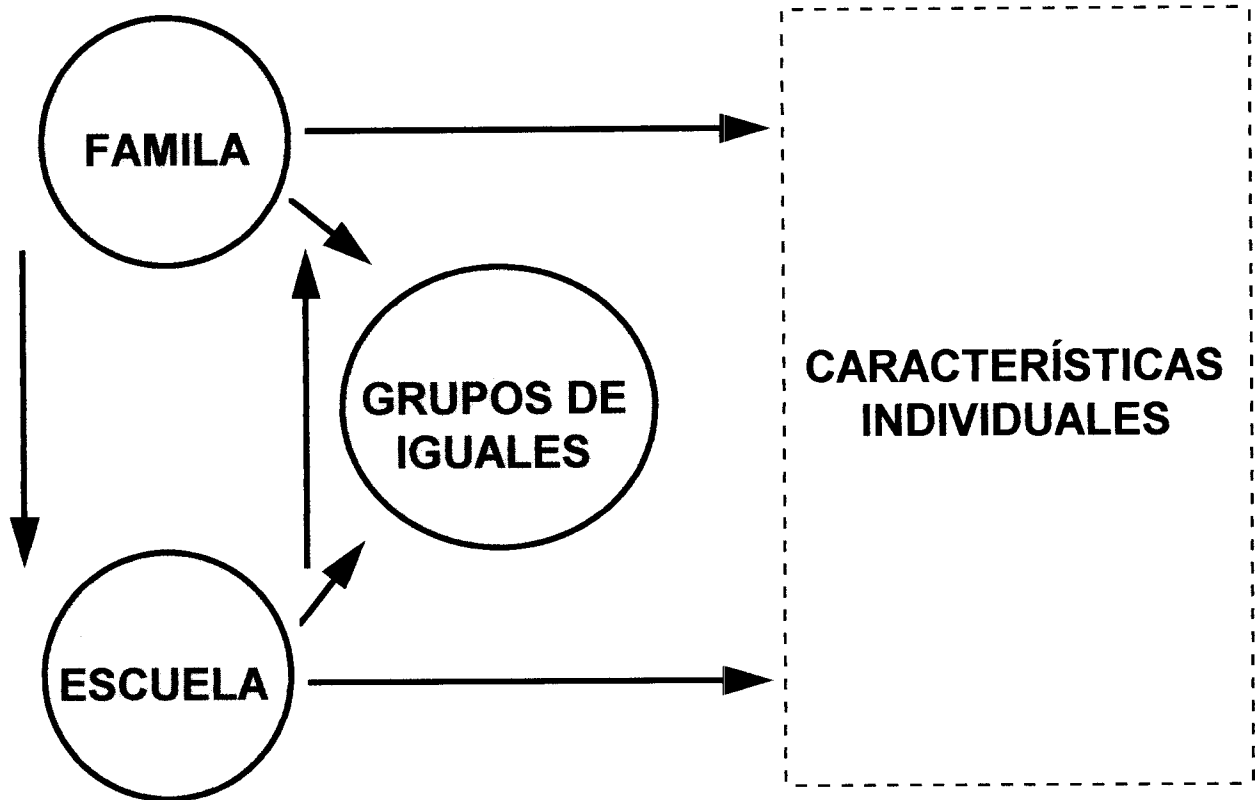 FAMILA
GRUPOS DE
IGUALES
CARACTERÍSTICAS
INDIVIDUALES
ESCUELA